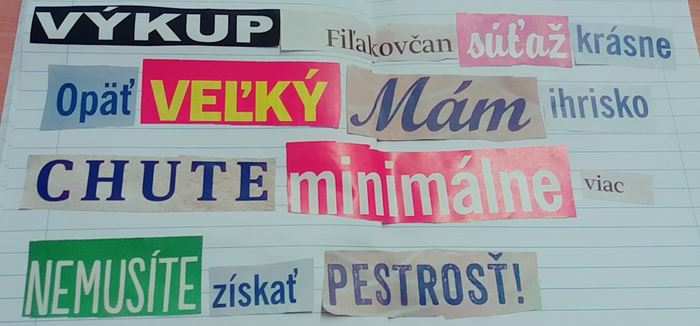 VÝKUP Fiľakovčan súťaž krásne
Opäť VEĽKÝ Mám ihrisko
CHUTE minimálne viac
NEMUSÍTE získať PESTROSŤ!